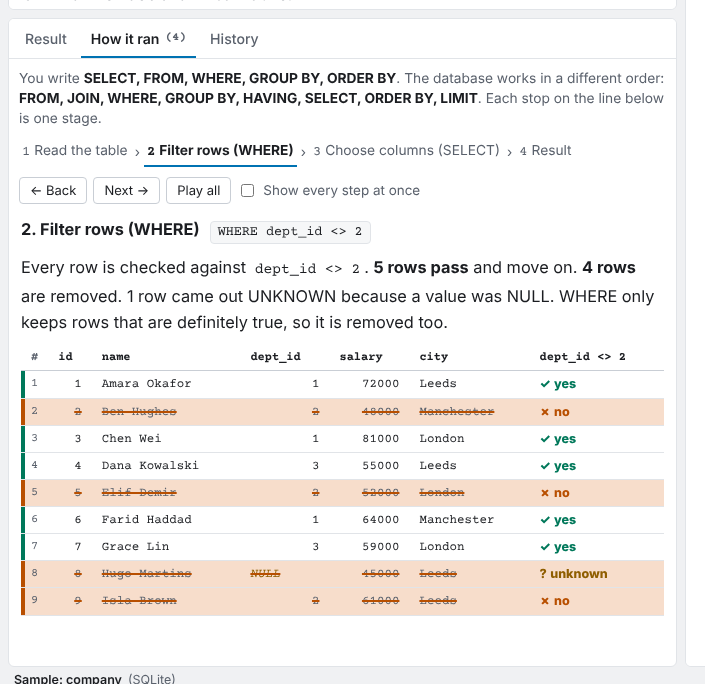 Result How it ran (4) History
You write SELECT, FROM, WHERE, GROUP BY, ORDER BY. The database works in a different order:
FROM, JOIN, WHERE, GROUP BY, HAVING, SELECT, ORDER BY, LIMIT. Each stop on the line below
is one stage.
1 Read the table › 2 Filter rows (WHERE) › 3 Choose columns (SELECT) › 4 Result
← Back Next → Play all Show every step at once
2. Filter rows (WHERE) WHERE dept_id <> 2
Every row is checked against dept_id <> 2. 5 rows pass and move on. 4 rows
are removed. 1 row came out UNKNOWN because a value was NULL. WHERE only
keeps rows that are definitely true, so it is removed too.
# id name dept_id salary city dept_id <> 2
1 1 Amara Okafor 1 72000 Leeds ✓ yes
2 2 Ben Hughes 2 48000 Manchester × no
3 3 Chen Wei 1 81000 London ✓ yes
4 4 Dana Kowalski 3 55000 Leeds ✓ yes
5 5 Elif Demir 2 52000 London × no
6 6 Farid Haddad 1 64000 Manchester ✓ yes
7 7 Grace Lin 3 59000 London ✓ yes
8 8 Hugo Martins NULL 45000 Leeds ? unknown
9 9 Isla Brown 2 61000 Leeds × no
Sample: company (SQLite)